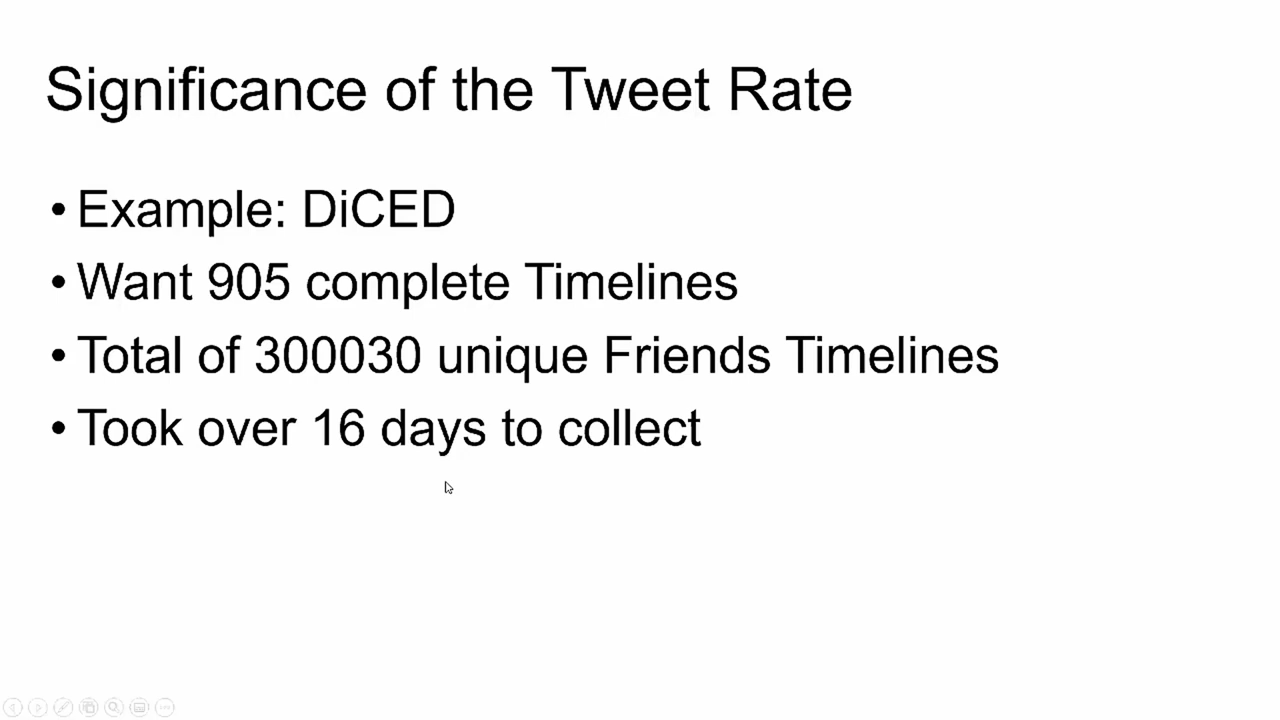 Significance of the Tweet Rate
• Example: DiCED
• Want 905 complete Timelines
• Total of 300030 unique Friends Timelines
• Took over 16 days to collect